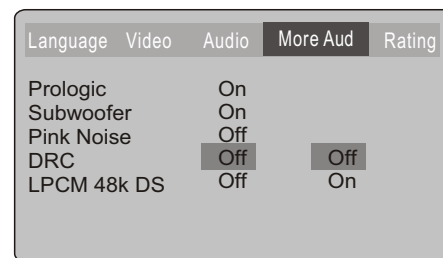 Language Video Audio More Aud Rating
Prologic On
Subwoofer On
Pink Noise Off
DRC Off Off
LPCM 48k DS Off On